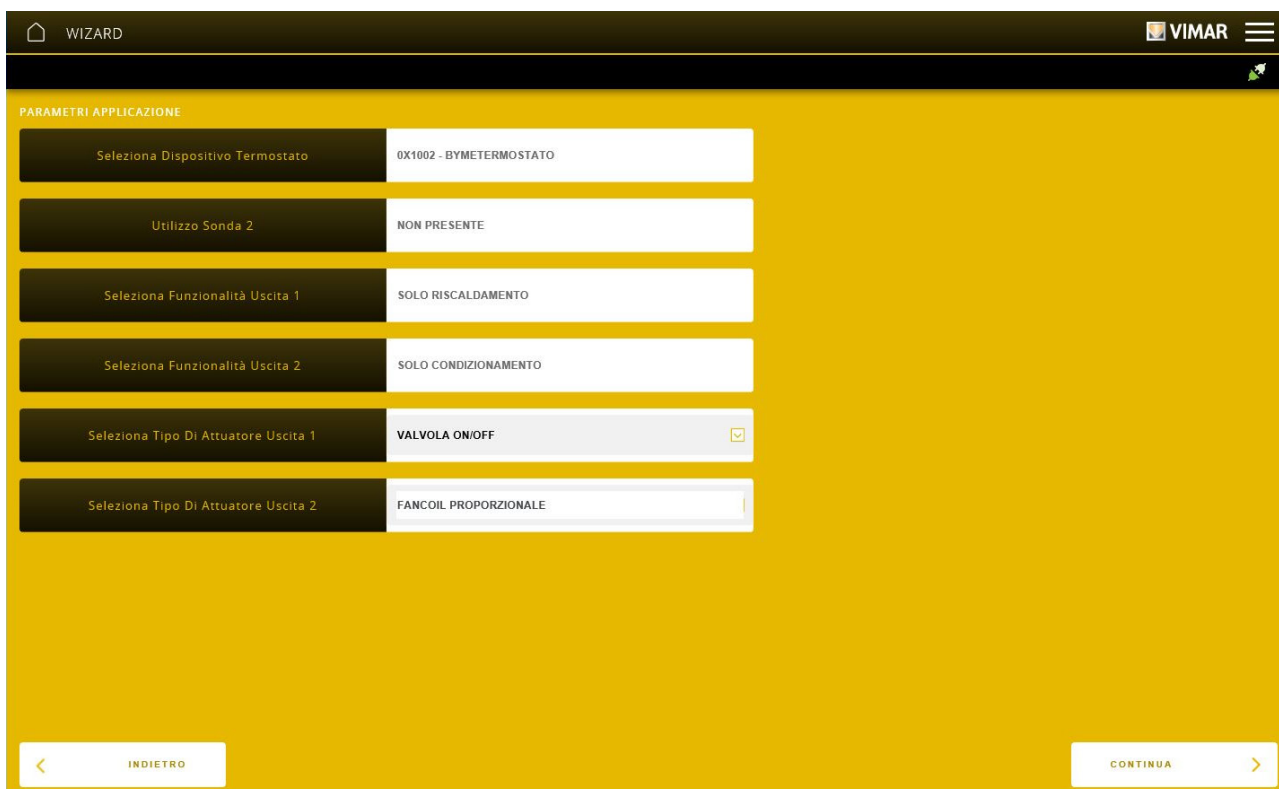 WIZARD
VIMAR
PARAMETRI APPLICAZIONE
Seleziona Dispositivo Termostato
0X1002 - BYMETERMOSTATO
Utilizzo Sonda 2
NON PRESENTE
Seleziona Funzionalità Uscita 1
SOLO RISCALDAMENTO
Seleziona Funzionalità Uscita 2
SOLO CONDIZIONAMENTO
Seleziona Tipo Di Attuatore Uscita 1
VALVOLA ON/OFF
Seleziona Tipo Di Attuatore Uscita 2
FANCOIL PROPORZIONALE
INDIETRO
CONTINUA